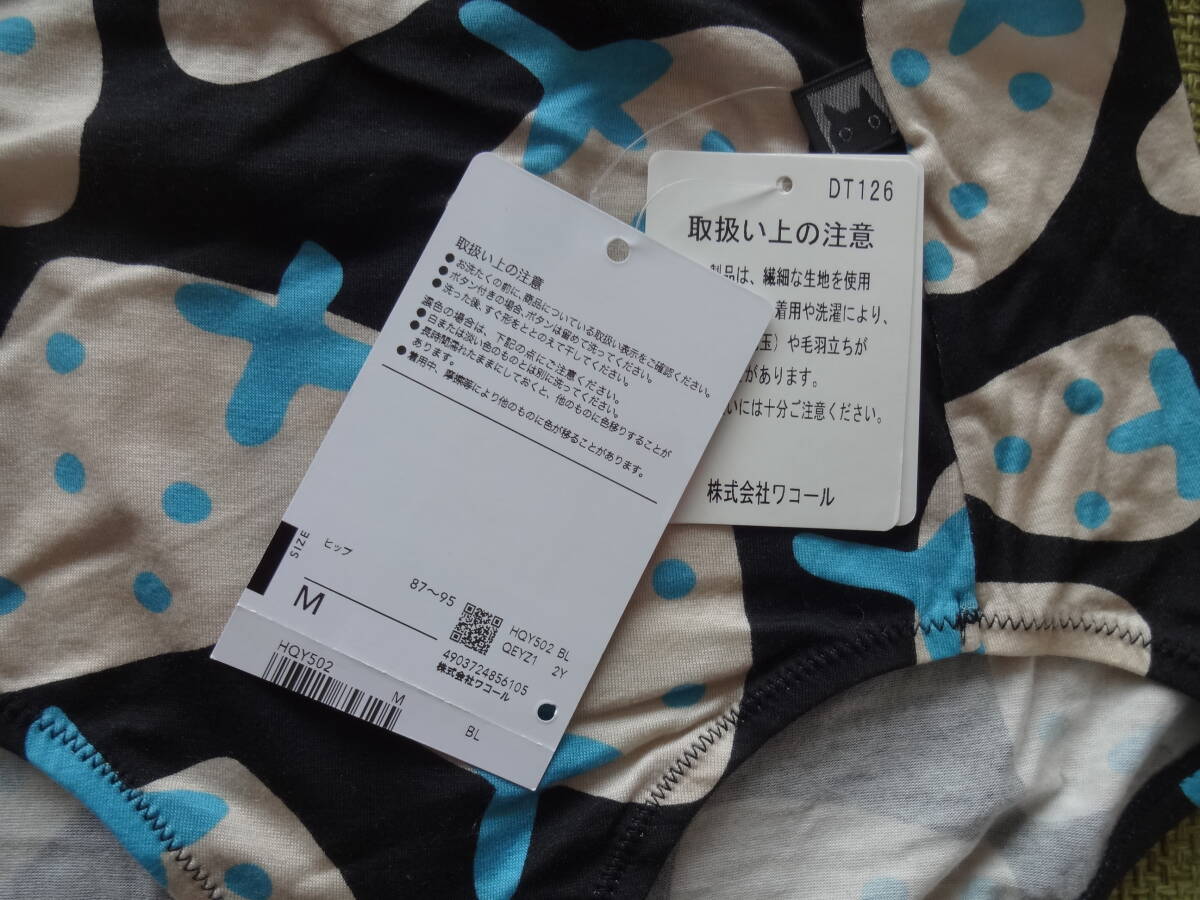 取扱い上の注意
●お洗たくの前に、商品についている取扱い表示をご確認ください。
●ボタン付きの場合、ボタンは留めて洗ってください。
●洗った後、すぐ形をととのえて干してください。
濃色の場合は、下記の点にご注意ください。
●白または淡い色のものとは別に洗ってください。
●長時間濡れたままにしておくと、他のものに色移りすることが
あります。
●着用中、摩擦等により他のものに色が移ることがあります。
SIZE
ヒップ
M
87〜95
HQY502 BL
QEYZ1 2Y
4903724856105
株式会社ワコール
HQY502
M
BL
DT126
取扱い上の注意
製品は、繊細な生地を使用
着用や洗濯により、
玉）や毛羽立ちが
があります。
いには十分ご注意ください。
株式会社ワコール